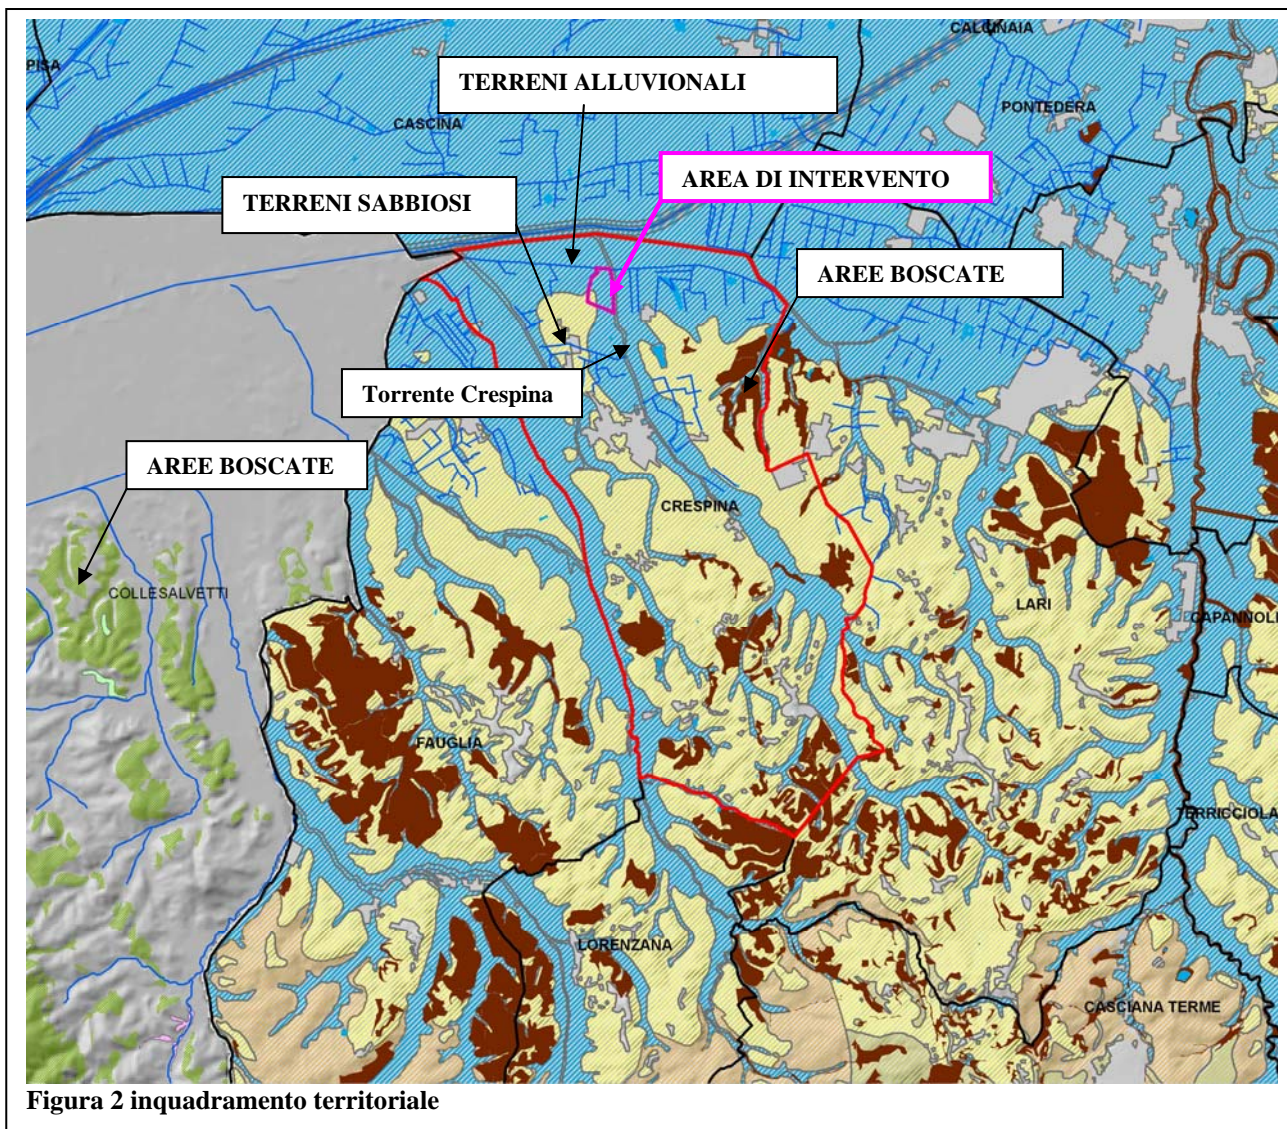 CALCINAIA
PISA
TERRENI ALLUVIONALI
PONTEDERA
CASCINA
AREA DI INTERVENTO
TERRENI SABBIOSI
AREE BOSCATE
Torrente Crespina
AREE BOSCATE
CRESPINA
COLLESALVETTI
LARI
CAPANNOLI
FAUGLIA
TERRICCIOLA
LORENZANA
CASCIANA TERME
Figura 2 inquadramento territoriale